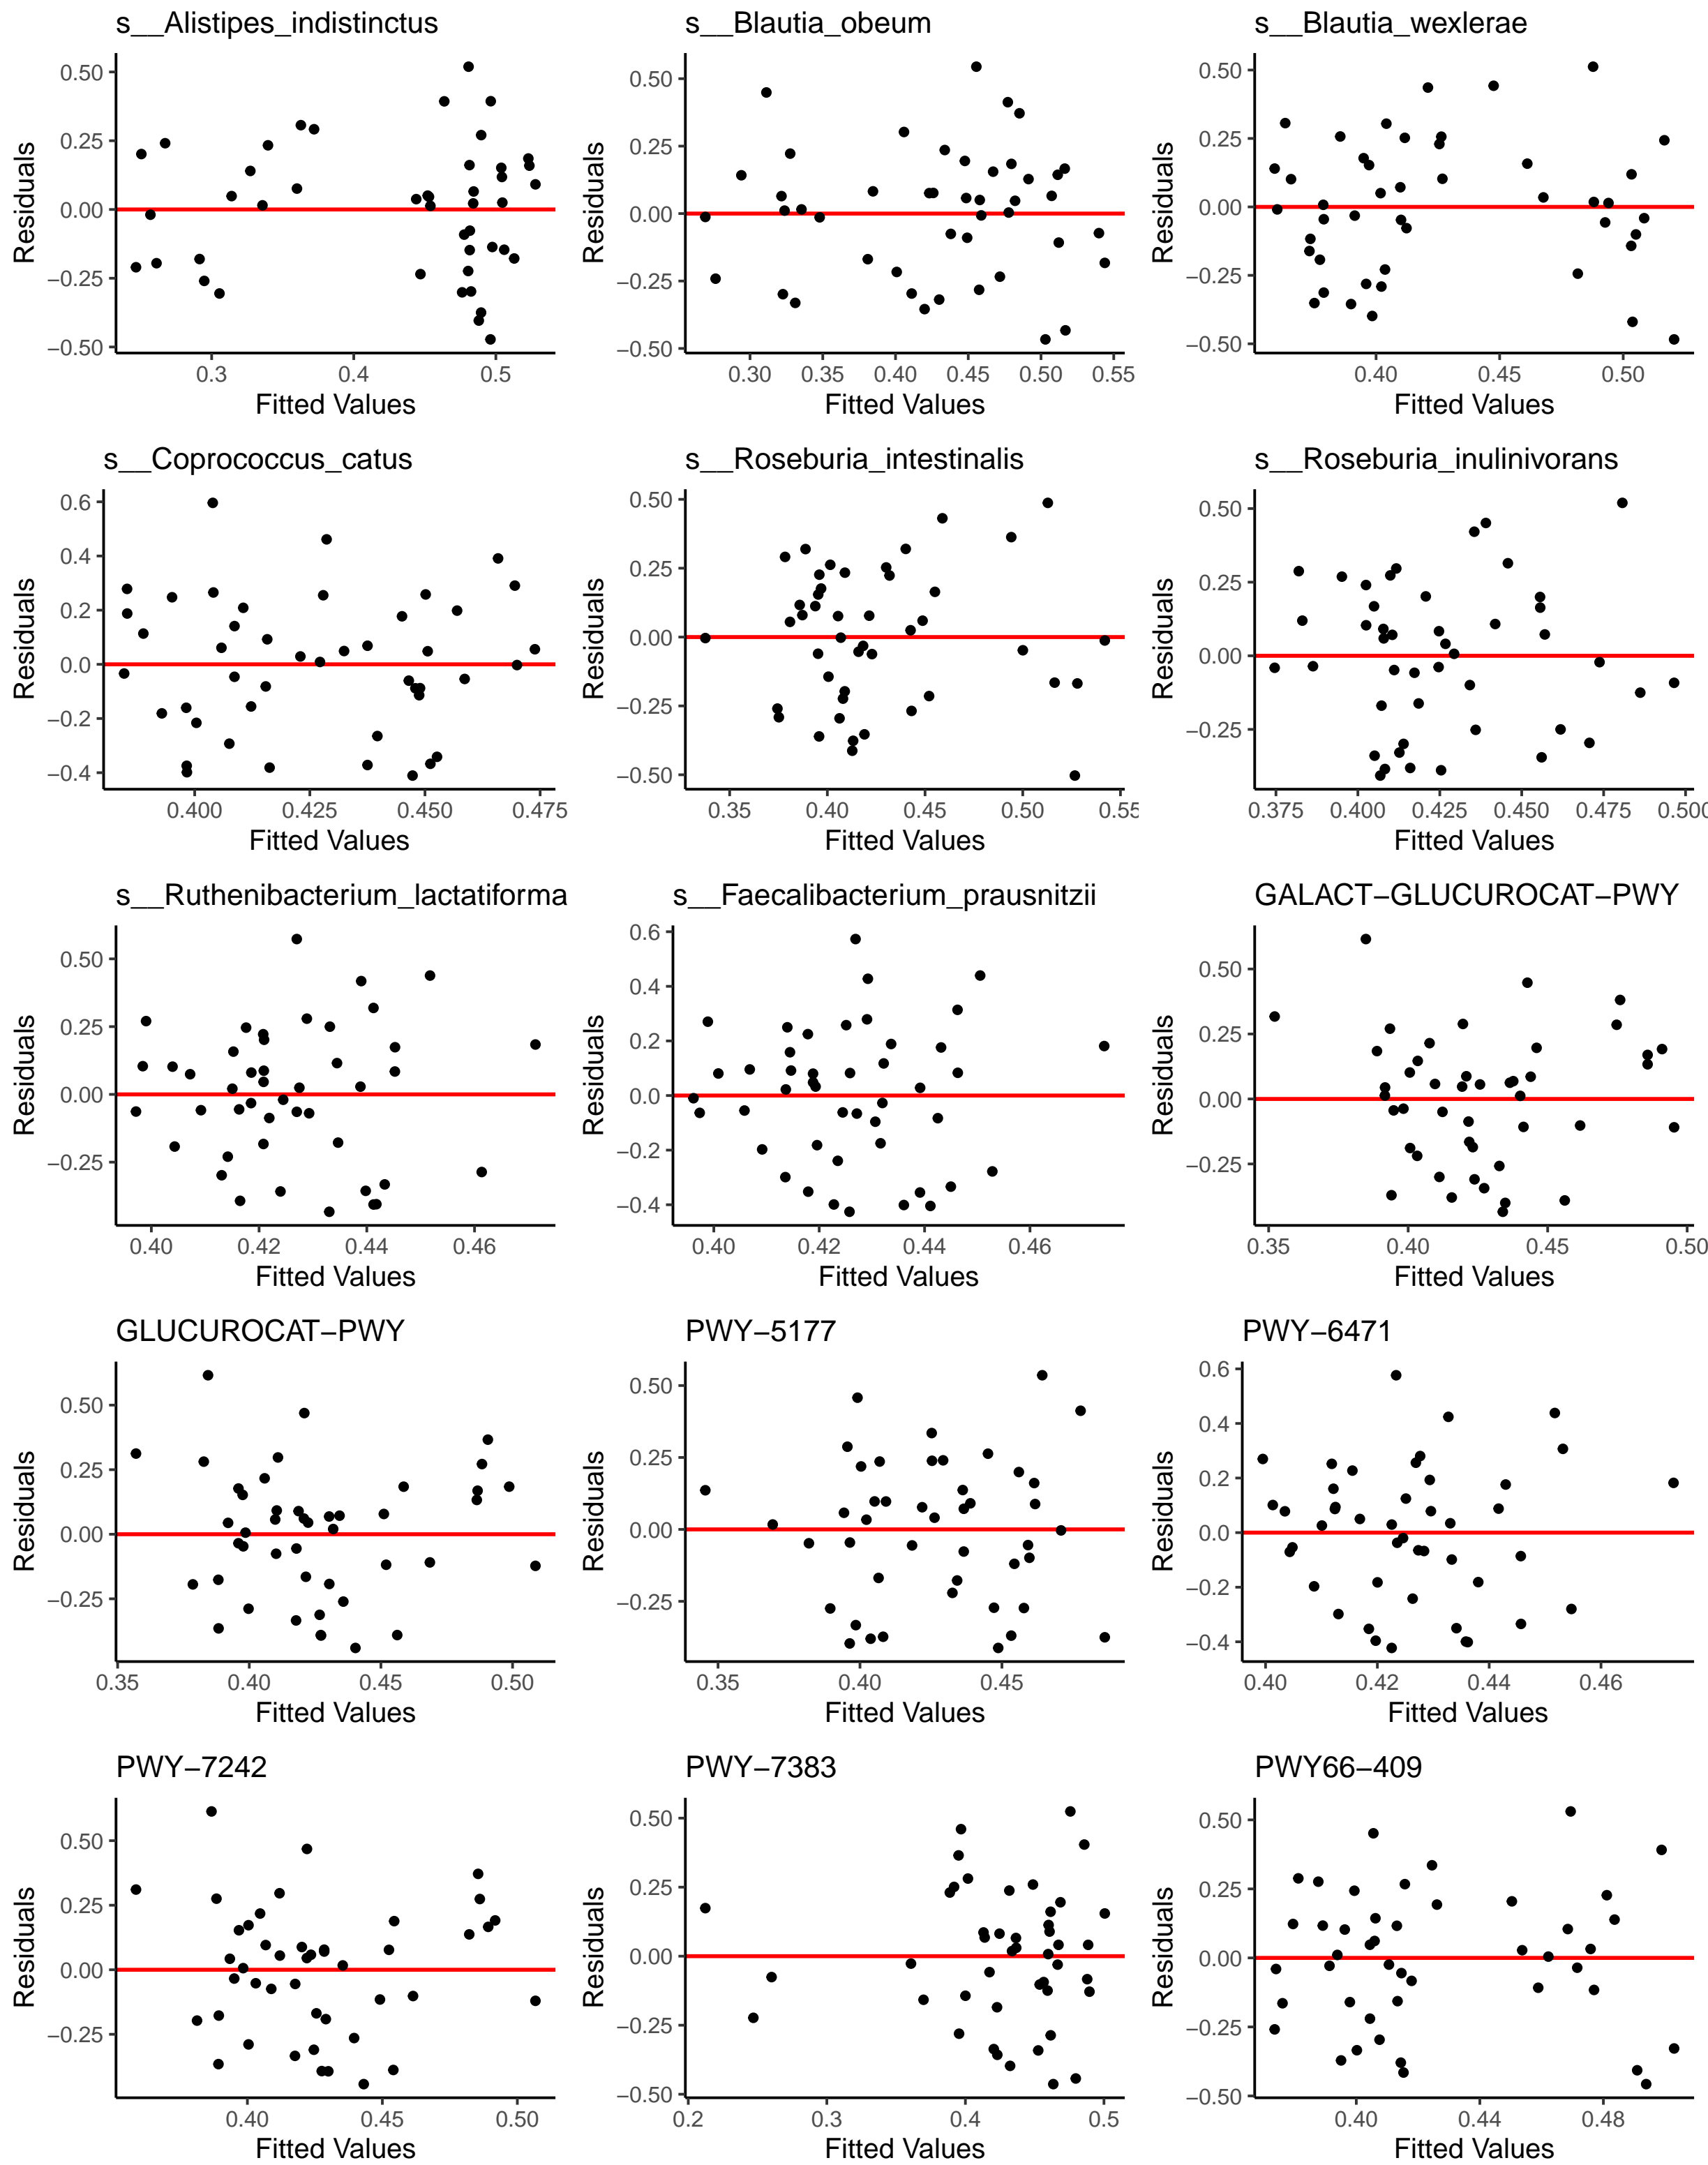 s__Alistipes_indistinctus
s__Blautia_obeum
s__Blautia_wexlerae
Residuals
0.50
0.25
0.00
−0.25
−0.50
0.3 0.4 0.5
Fitted Values
Residuals
0.50
0.25
0.00
−0.25
−0.50
0.30 0.35 0.40 0.45 0.50 0.55
Fitted Values
Residuals
0.50
0.25
0.00
−0.25
−0.50
0.40 0.45 0.50
Fitted Values
s__Coprococcus_catus
s__Roseburia_intestinalis
s__Roseburia_inulinivorans
Residuals
0.6
0.4
0.2
0.0
−0.2
−0.4
0.400 0.425 0.450 0.475
Fitted Values
Residuals
0.50
0.25
0.00
−0.25
−0.50
0.35 0.40 0.45 0.50 0.55
Fitted Values
Residuals
0.50
0.25
0.00
−0.25
0.375 0.400 0.425 0.450 0.475 0.500
Fitted Values
s__Ruthenibacterium_lactatiforma
s__Faecalibacterium_prausnitzii
GALACT−GLUCUROCAT−PWY
Residuals
0.50
0.25
0.00
−0.25
0.40 0.42 0.44 0.46
Fitted Values
Residuals
0.6
0.4
0.2
0.0
−0.2
−0.4
0.40 0.42 0.44 0.46
Fitted Values
Residuals
0.50
0.25
0.00
−0.25
0.35 0.40 0.45 0.50
Fitted Values
GLUCUROCAT−PWY
PWY−5177
PWY−6471
Residuals
0.50
0.25
0.00
−0.25
0.35 0.40 0.45 0.50
Fitted Values
Residuals
0.50
0.25
0.00
−0.25
0.35 0.40 0.45
Fitted Values
Residuals
0.6
0.4
0.2
0.0
−0.2
−0.4
0.40 0.42 0.44 0.46
Fitted Values
PWY−7242
PWY−7383
PWY66−409
Residuals
0.50
0.25
0.00
−0.25
0.40 0.45 0.50
Fitted Values
Residuals
0.50
0.25
0.00
−0.25
−0.50
0.2 0.3 0.4 0.5
Fitted Values
Residuals
0.50
0.25
0.00
−0.25
−0.50
0.40 0.44 0.48
Fitted Values